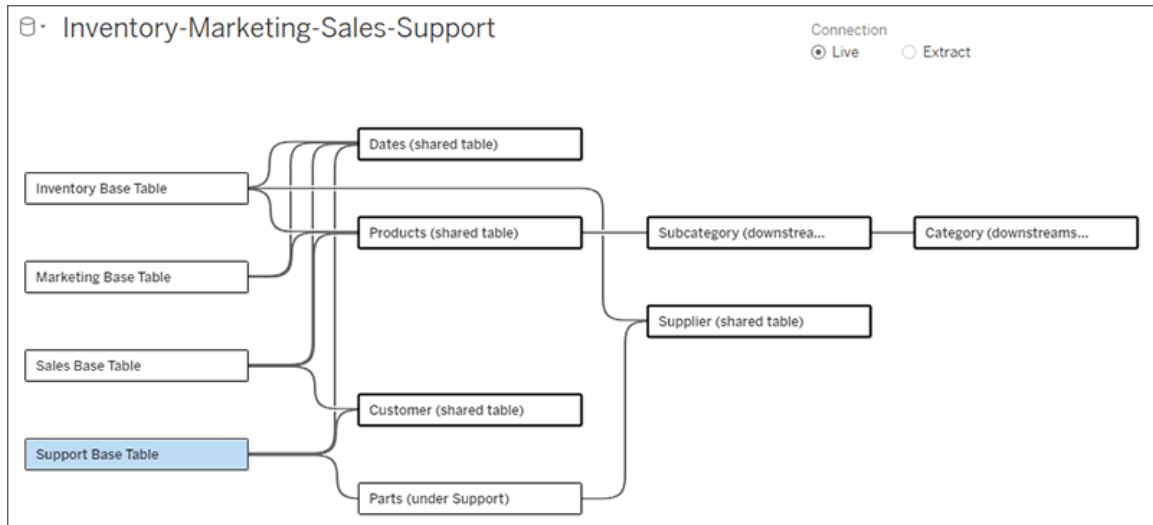 Inventory-Marketing-Sales-Support
Connection
Live
Extract
Dates (shared table)
Inventory Base Table
Products (shared table)
Subcategory (downstrea...
Category (downstreams...
Marketing Base Table
Supplier (shared table)
Sales Base Table
Customer (shared table)
Support Base Table
Parts (under Support)